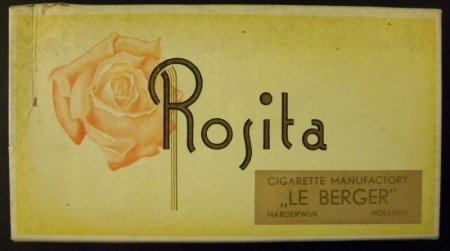 Rosita
CIGARETTE MANUFACTORY
„LE BERGER"
HARDERWIJK HOLLAND